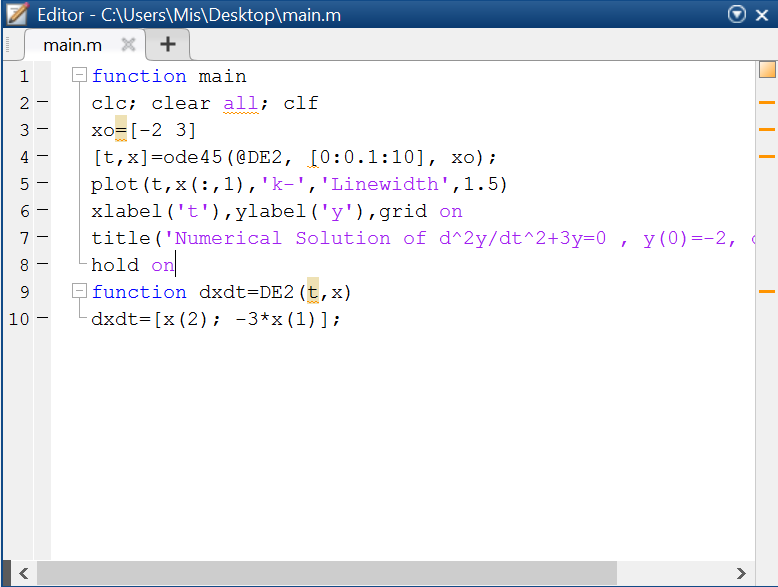 Editor - C:\Users\Mis\Desktop\main.m
main.m
1 function main
2 clc; clear all; clf
3 xo=[-2 3]
4 [t,x]=ode45(@DE2, [0:0.1:10], xo);
5 plot(t,x(:,1),'k-','Linewidth',1.5)
6 xlabel('t'),ylabel('y'),grid on
7 title('Numerical Solution of d^2y/dt^2+3y=0 , y(0)=-2,
8 hold on
9 function dxdt=DE2(t,x)
10 dxdt=[x(2); -3*x(1)];